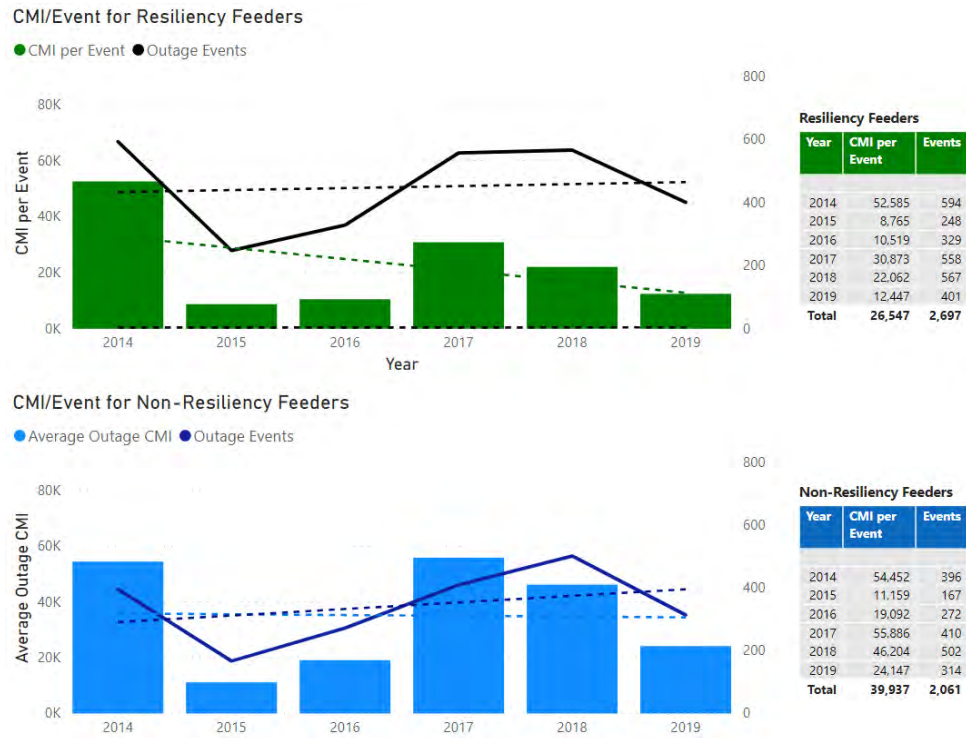 CMI/Event for Resiliency Feeders
CMI per Event Outage Events
CMI per Event
80K
60K
40K
20K
0K
800
600
400
200
0
2014 2015 2016 2017 2018 2019
Year
Resiliency Feeders
Year CMI per Event Events
2014 52,585 594
2015 8,765 248
2016 10,519 329
2017 30,873 558
2018 22,062 567
2019 12,447 401
Total 26,547 2,697
CMI/Event for Non-Resiliency Feeders
Average Outage CMI Outage Events
Average Outage CMI
80K
60K
40K
20K
0K
800
600
400
200
0
2014 2015 2016 2017 2018 2019
Non-Resiliency Feeders
Year CMI per Event Events
2014 54,452 396
2015 11,159 167
2016 19,092 272
2017 55,886 410
2018 46,204 502
2019 24,147 314
Total 39,937 2,061